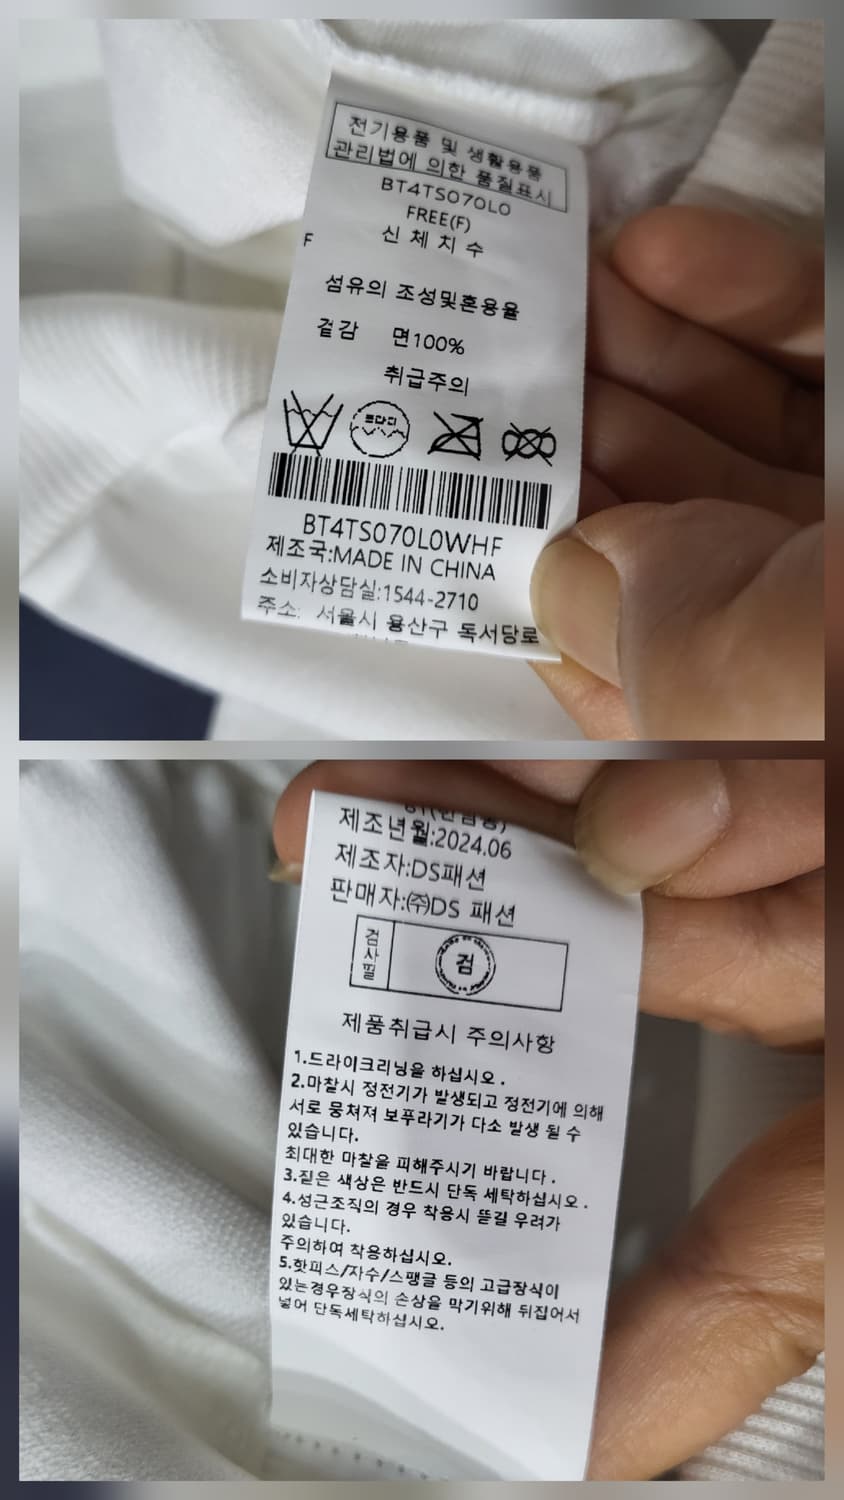 전기용품 및 생활용품
관리법에 의한 품질표시
BT4TS070L0
FREE(F)
F
신 체 치 수
섬유의 조성및혼용율
겉감 면100%
취급주의
드라이
BT4TS070L0WHF
제조국:MADE IN CHINA
소비자상담실:1544-2710
주소: 서울시 용산구 독서당로
제조년월:2024.06
제조자:DS패션
판매자:㈜DS 패션
검사필
검
제품취급시 주의사항
1.드라이크리닝을 하십시오.
2.마찰시 정전기가 발생되고 정전기에 의해
서로 뭉쳐져 보푸라기가 다소 발생 될 수
있습니다.
최대한 마찰을 피해주시기 바랍니다.
3.짙은 색상은 반드시 단독 세탁하십시오.
4.성근조직의 경우 착용시 뜯길 우려가
있습니다.
주의하여 착용하십시오.
5.핫피스/자수/스팽글 등의 고급장식이
있는경우장식의 손상을 막기위해 뒤집어서
넣어 단독세탁하십시오.